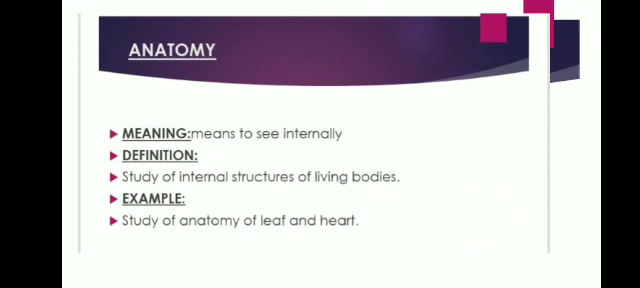 ANATOMY
MEANING:means to see internally
DEFINITION:
Study of internal structures of living bodies.
EXAMPLE:
Study of anatomy of leaf and heart.